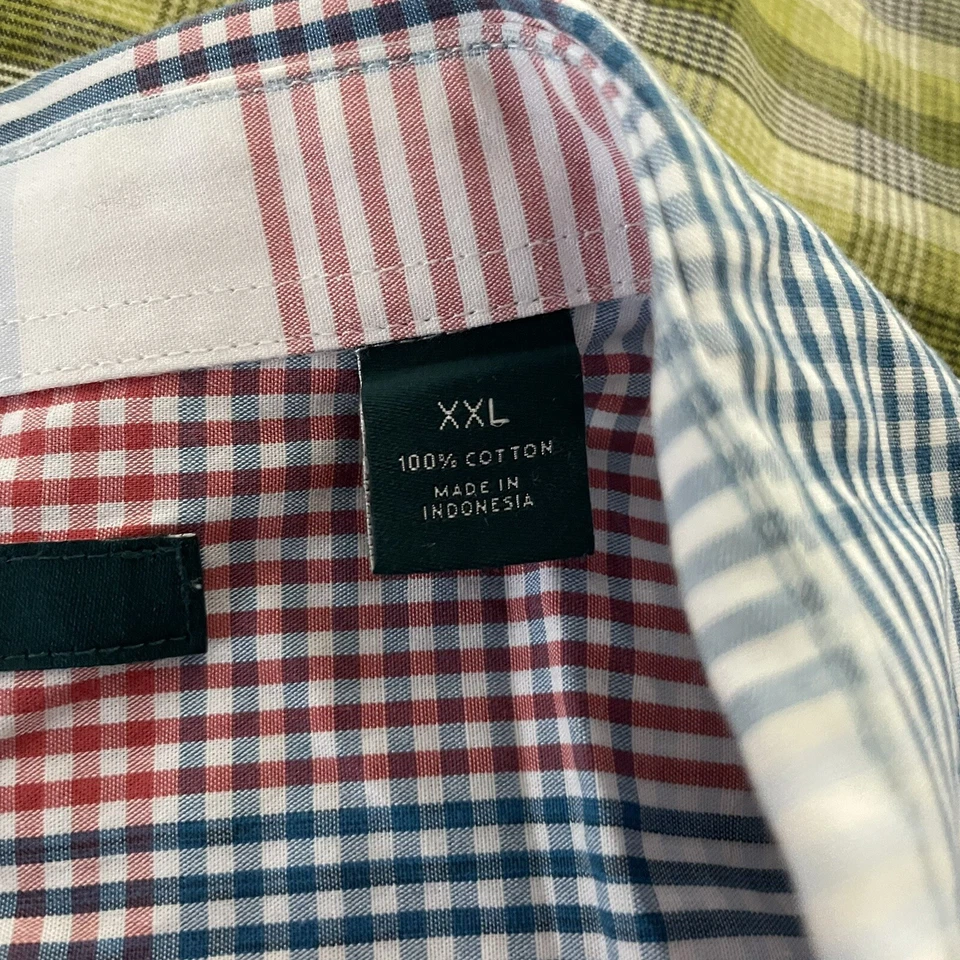 XXL
100% COTTON
MADE IN
INDONESIA